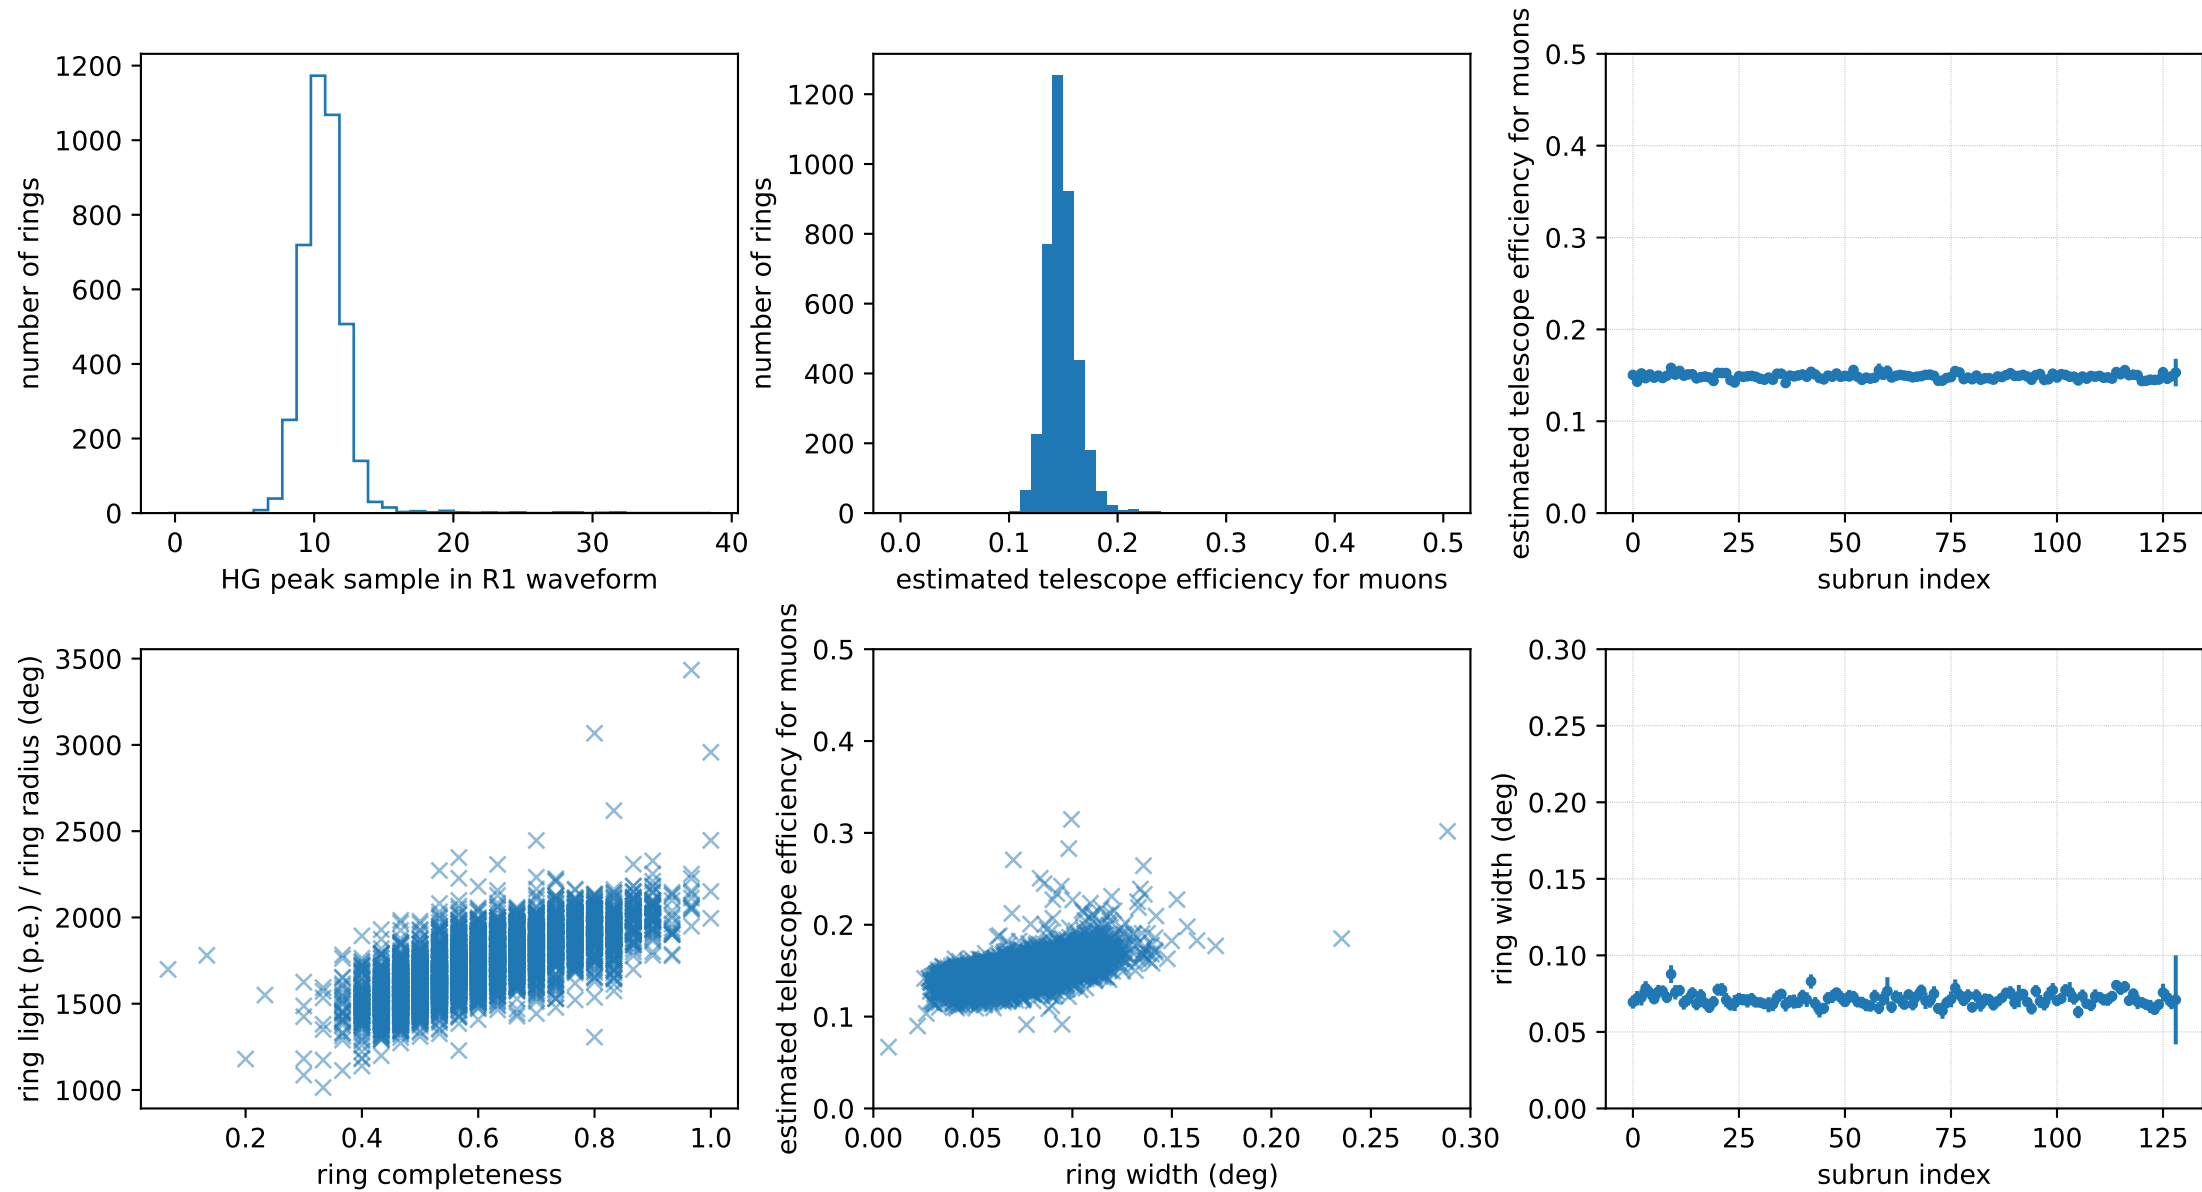 number of rings
1200
1000
800
600
400
200
0
0 10 20 30 40
HG peak sample in R1 waveform
number of rings
1200
1000
800
600
400
200
0
0.0 0.1 0.2 0.3 0.4 0.5
estimated telescope efficiency for muons
estimated telescope efficiency for muons
0.5
0.4
0.3
0.2
0.1
0.0
0 25 50 75 100 125
subrun index
ring light (p.e.) / ring radius (deg)
3500
3000
2500
2000
1500
1000
0.2 0.4 0.6 0.8 1.0
ring completeness
estimated telescope efficiency for muons
0.5
0.4
0.3
0.2
0.1
0.0
0.00 0.05 0.10 0.15 0.20 0.25 0.30
ring width (deg)
ring width (deg)
0.30
0.25
0.20
0.15
0.10
0.05
0.00
0 25 50 75 100 125
subrun index